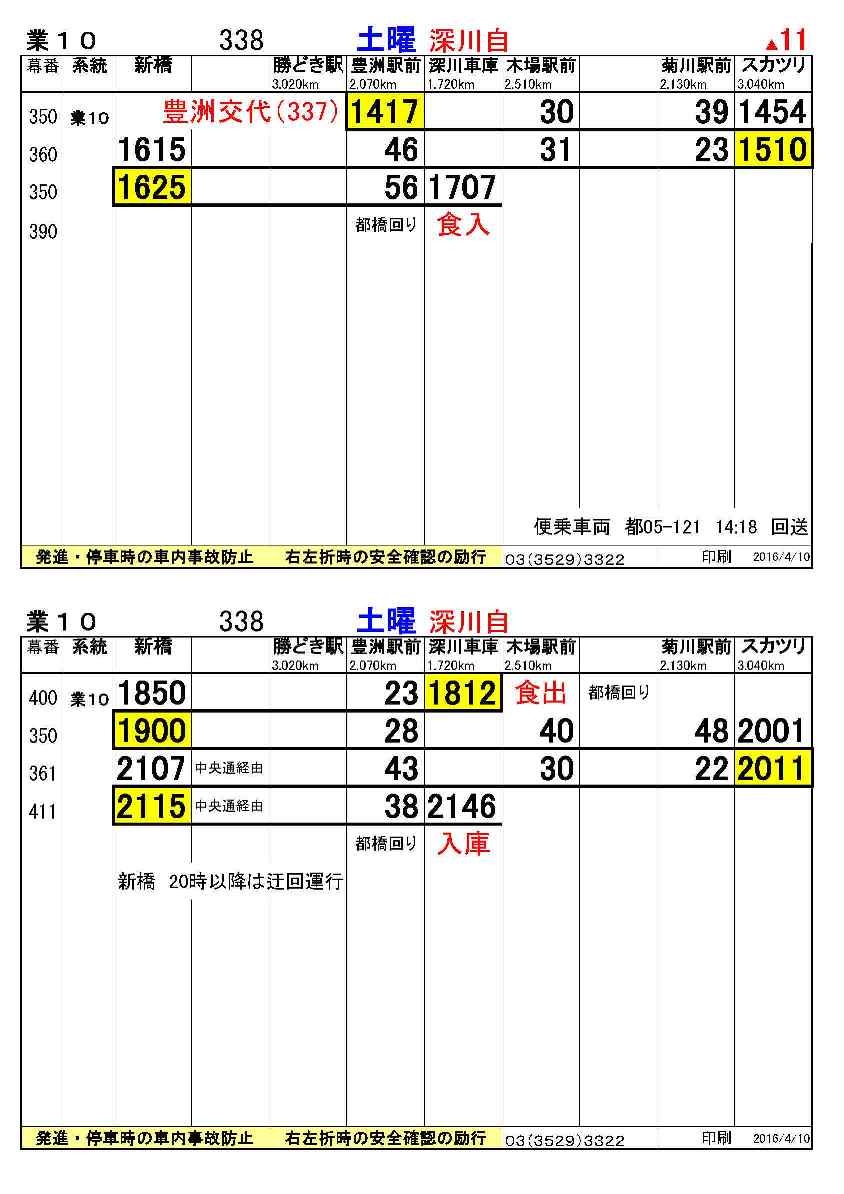 業10 338 土曜 深川自 ▲11
幕番 系統 新橋 勝どき駅 豊洲駅前 深川車庫 木場駅前 菊川駅前 スカツリ
3.020km 2.070km 1.720km 2.510km 2.130km 3.040km
350 業10 豊洲交代(337) 1417 30 39 1454
360 1615 46 31 23 1510
350 1625 56 1707
390 都橋回り 食入
便乗車両 都05-121 14:18 回送
発進・停車時の車内事故防止 右左折時の安全確認の励行 03(3529)3322 印刷 2016/4/10
業10 338 土曜 深川自
幕番 系統 新橋 勝どき駅 豊洲駅前 深川車庫 木場駅前 菊川駅前 スカツリ
3.020km 2.070km 1.720km 2.510km 2.130km 3.040km
400 業10 1850 23 1812 食出 都橋回り
350 1900 28 40 48 2001
361 2107 中央通経由 43 30 22 2011
411 2115 中央通経由 38 2146
都橋回り 入庫
新橋 20時以降は迂回運行
発進・停車時の車内事故防止 右左折時の安全確認の励行 03(3529)3322 印刷 2016/4/10